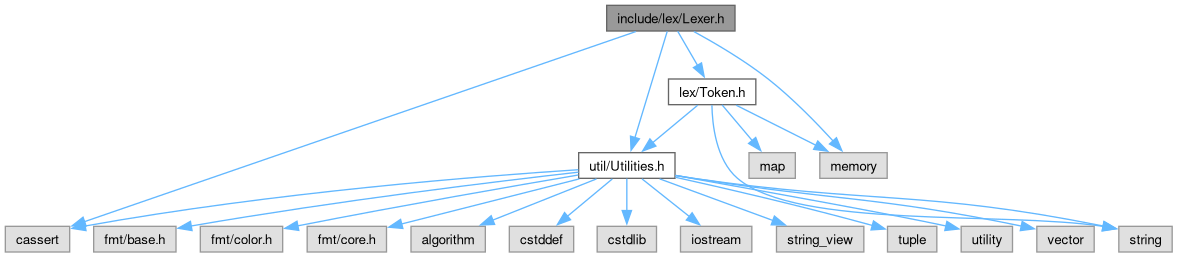 include/lex/Lexer.h
lex/Token.h
util/Utilities.h
map
memory
cassert
fmt/base.h
fmt/color.h
fmt/core.h
algorithm
cstddef
cstdlib
iostream
string_view
tuple
utility
vector
string